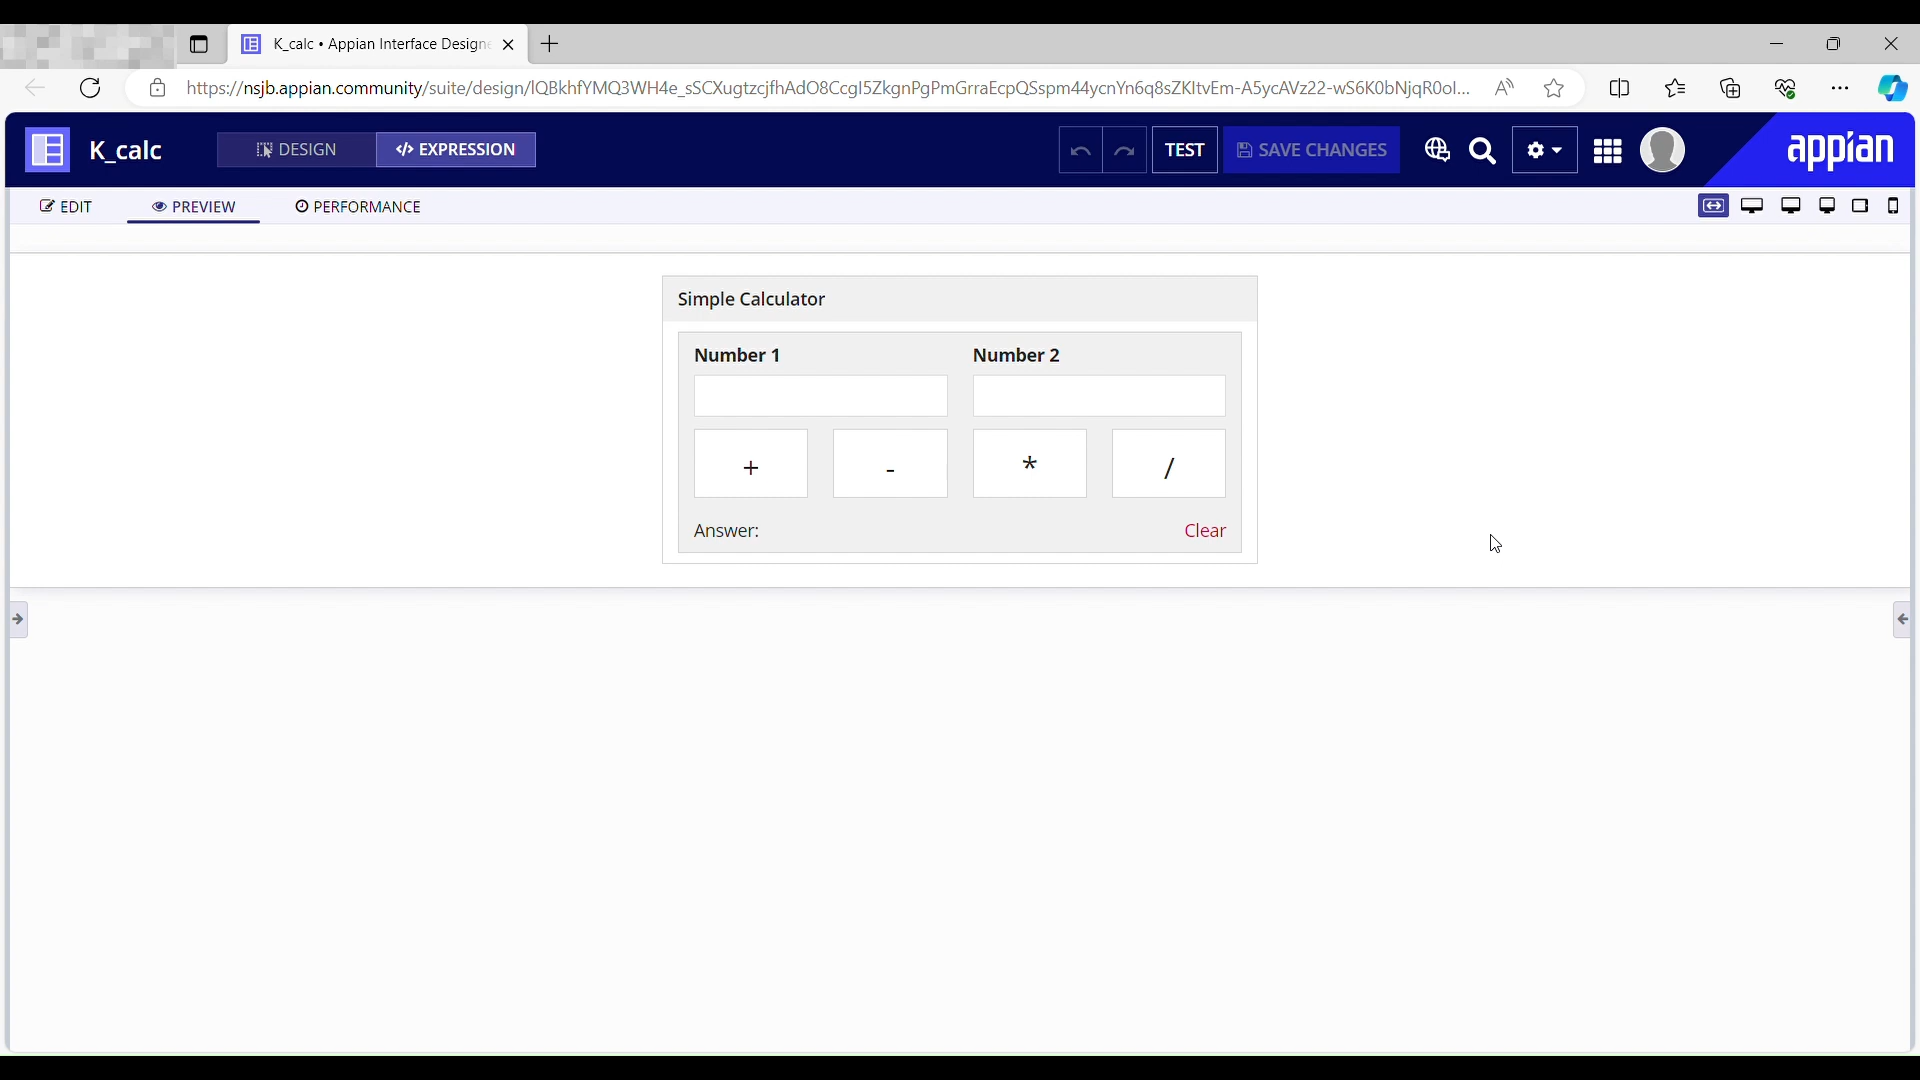 K_calc • Appian Interface Designe
https://nsjb.appian.community/suite/design/lQBkhfYMQ3WH4e_sSCXugtzcjfhAdO8CcgI5ZkgnPgPmGrraEcpQSspm44ycnYn6q8sZKltvEm-A5ycAVz22-wS6K0bNjqR0ol...
K_calc
DESIGN
</> EXPRESSION
TEST
SAVE CHANGES
appian
EDIT
PREVIEW
PERFORMANCE
Simple Calculator
Number 1
Number 2
+ - * /
Answer:
Clear